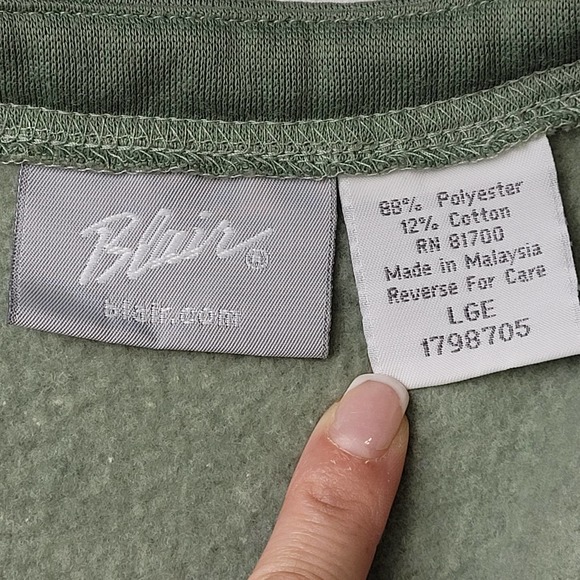 Blair®
blair.com
88% Polyester
12% Cotton
RN 81700
Made in Malaysia
Reverse For Care
LGE
1798705